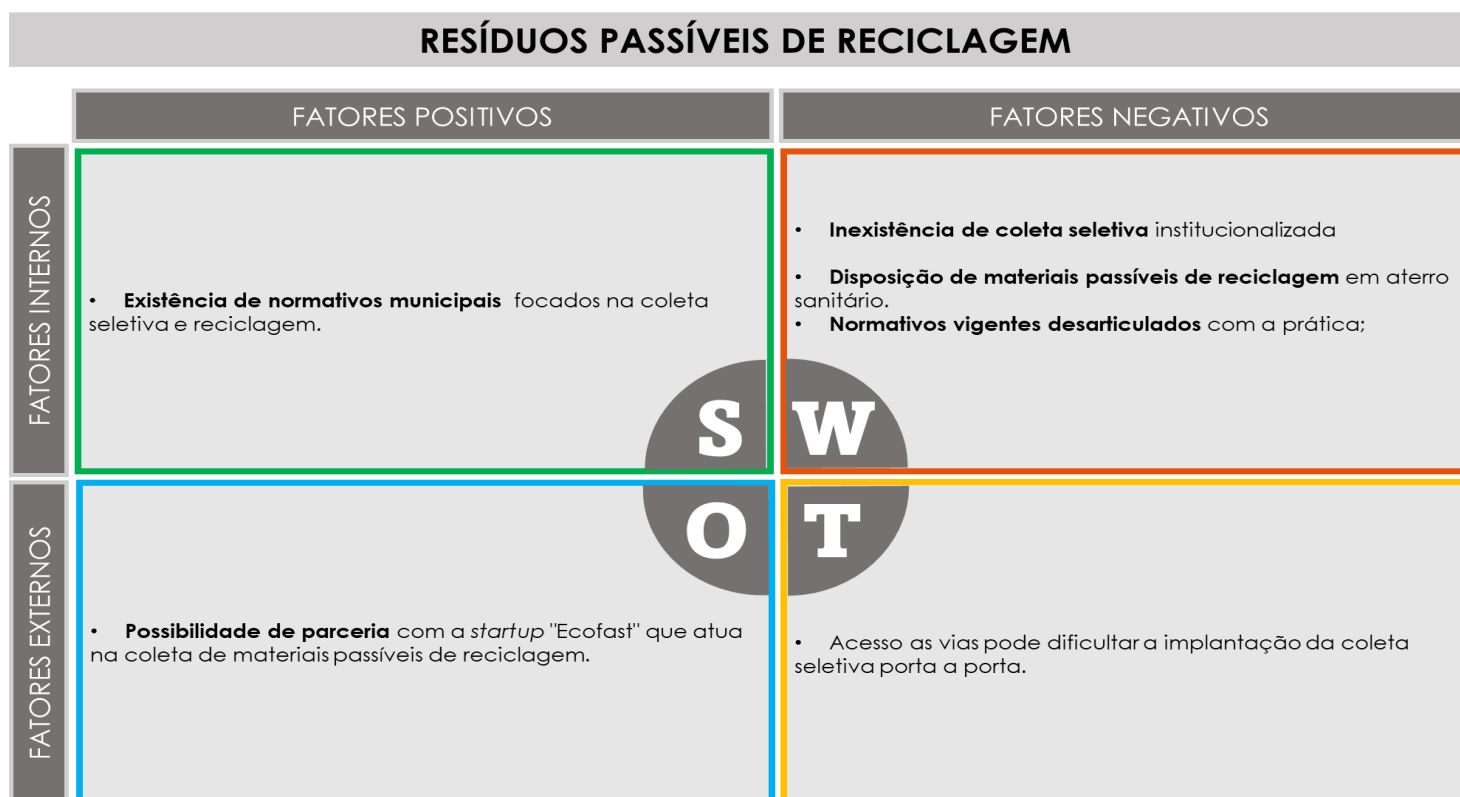 RESÍDUOS PASSÍVEIS DE RECICLAGEM
FATORES POSITIVOS
FATORES NEGATIVOS
FATORES INTERNOS
• Existência de normativos municipais focados na coleta
seletiva e reciclagem.
• Inexistência de coleta seletiva institucionalizada
• Disposição de materiais passíveis de reciclagem em aterro
sanitário.
• Normativos vigentes desarticulados com a prática;
S
W
O
T
FATORES EXTERNOS
• Possibilidade de parceria com a startup "Ecofast" que atua
na coleta de materiais passíveis de reciclagem.
• Acesso as vias pode dificultar a implantação da coleta
seletiva porta a porta.